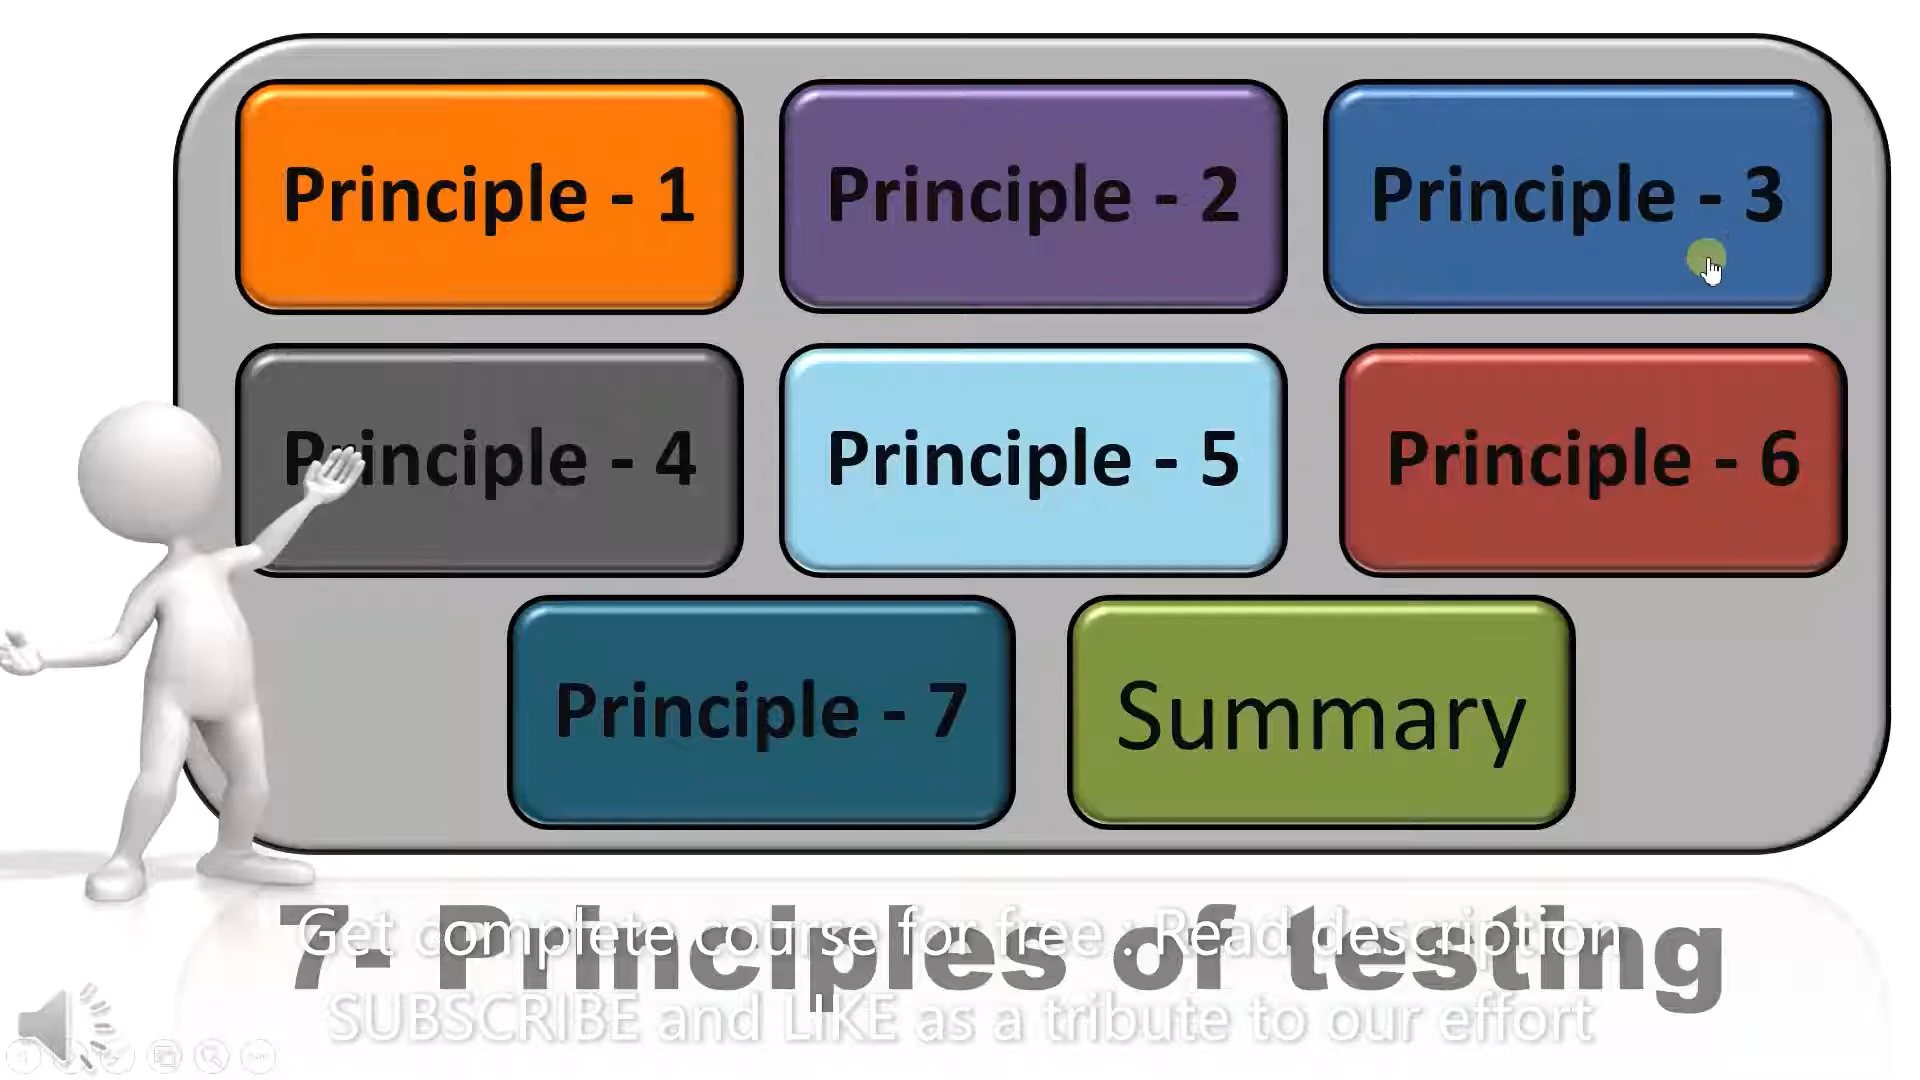 Principle - 1
Principle - 2
Principle - 3
Principle - 4
Principle - 5
Principle - 6
Principle - 7
Summary
7- Principles of testing
Get complete course for free : Read description
SUBSCRIBE and LIKE as a tribute to our effort